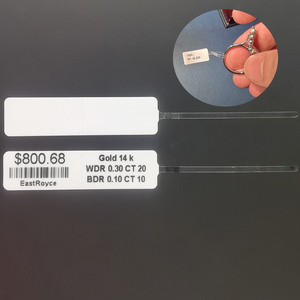 $800.68
EastRoyce
Gold 14 k
WDR 0.30 CT 20
BDR 0.10 CT 10